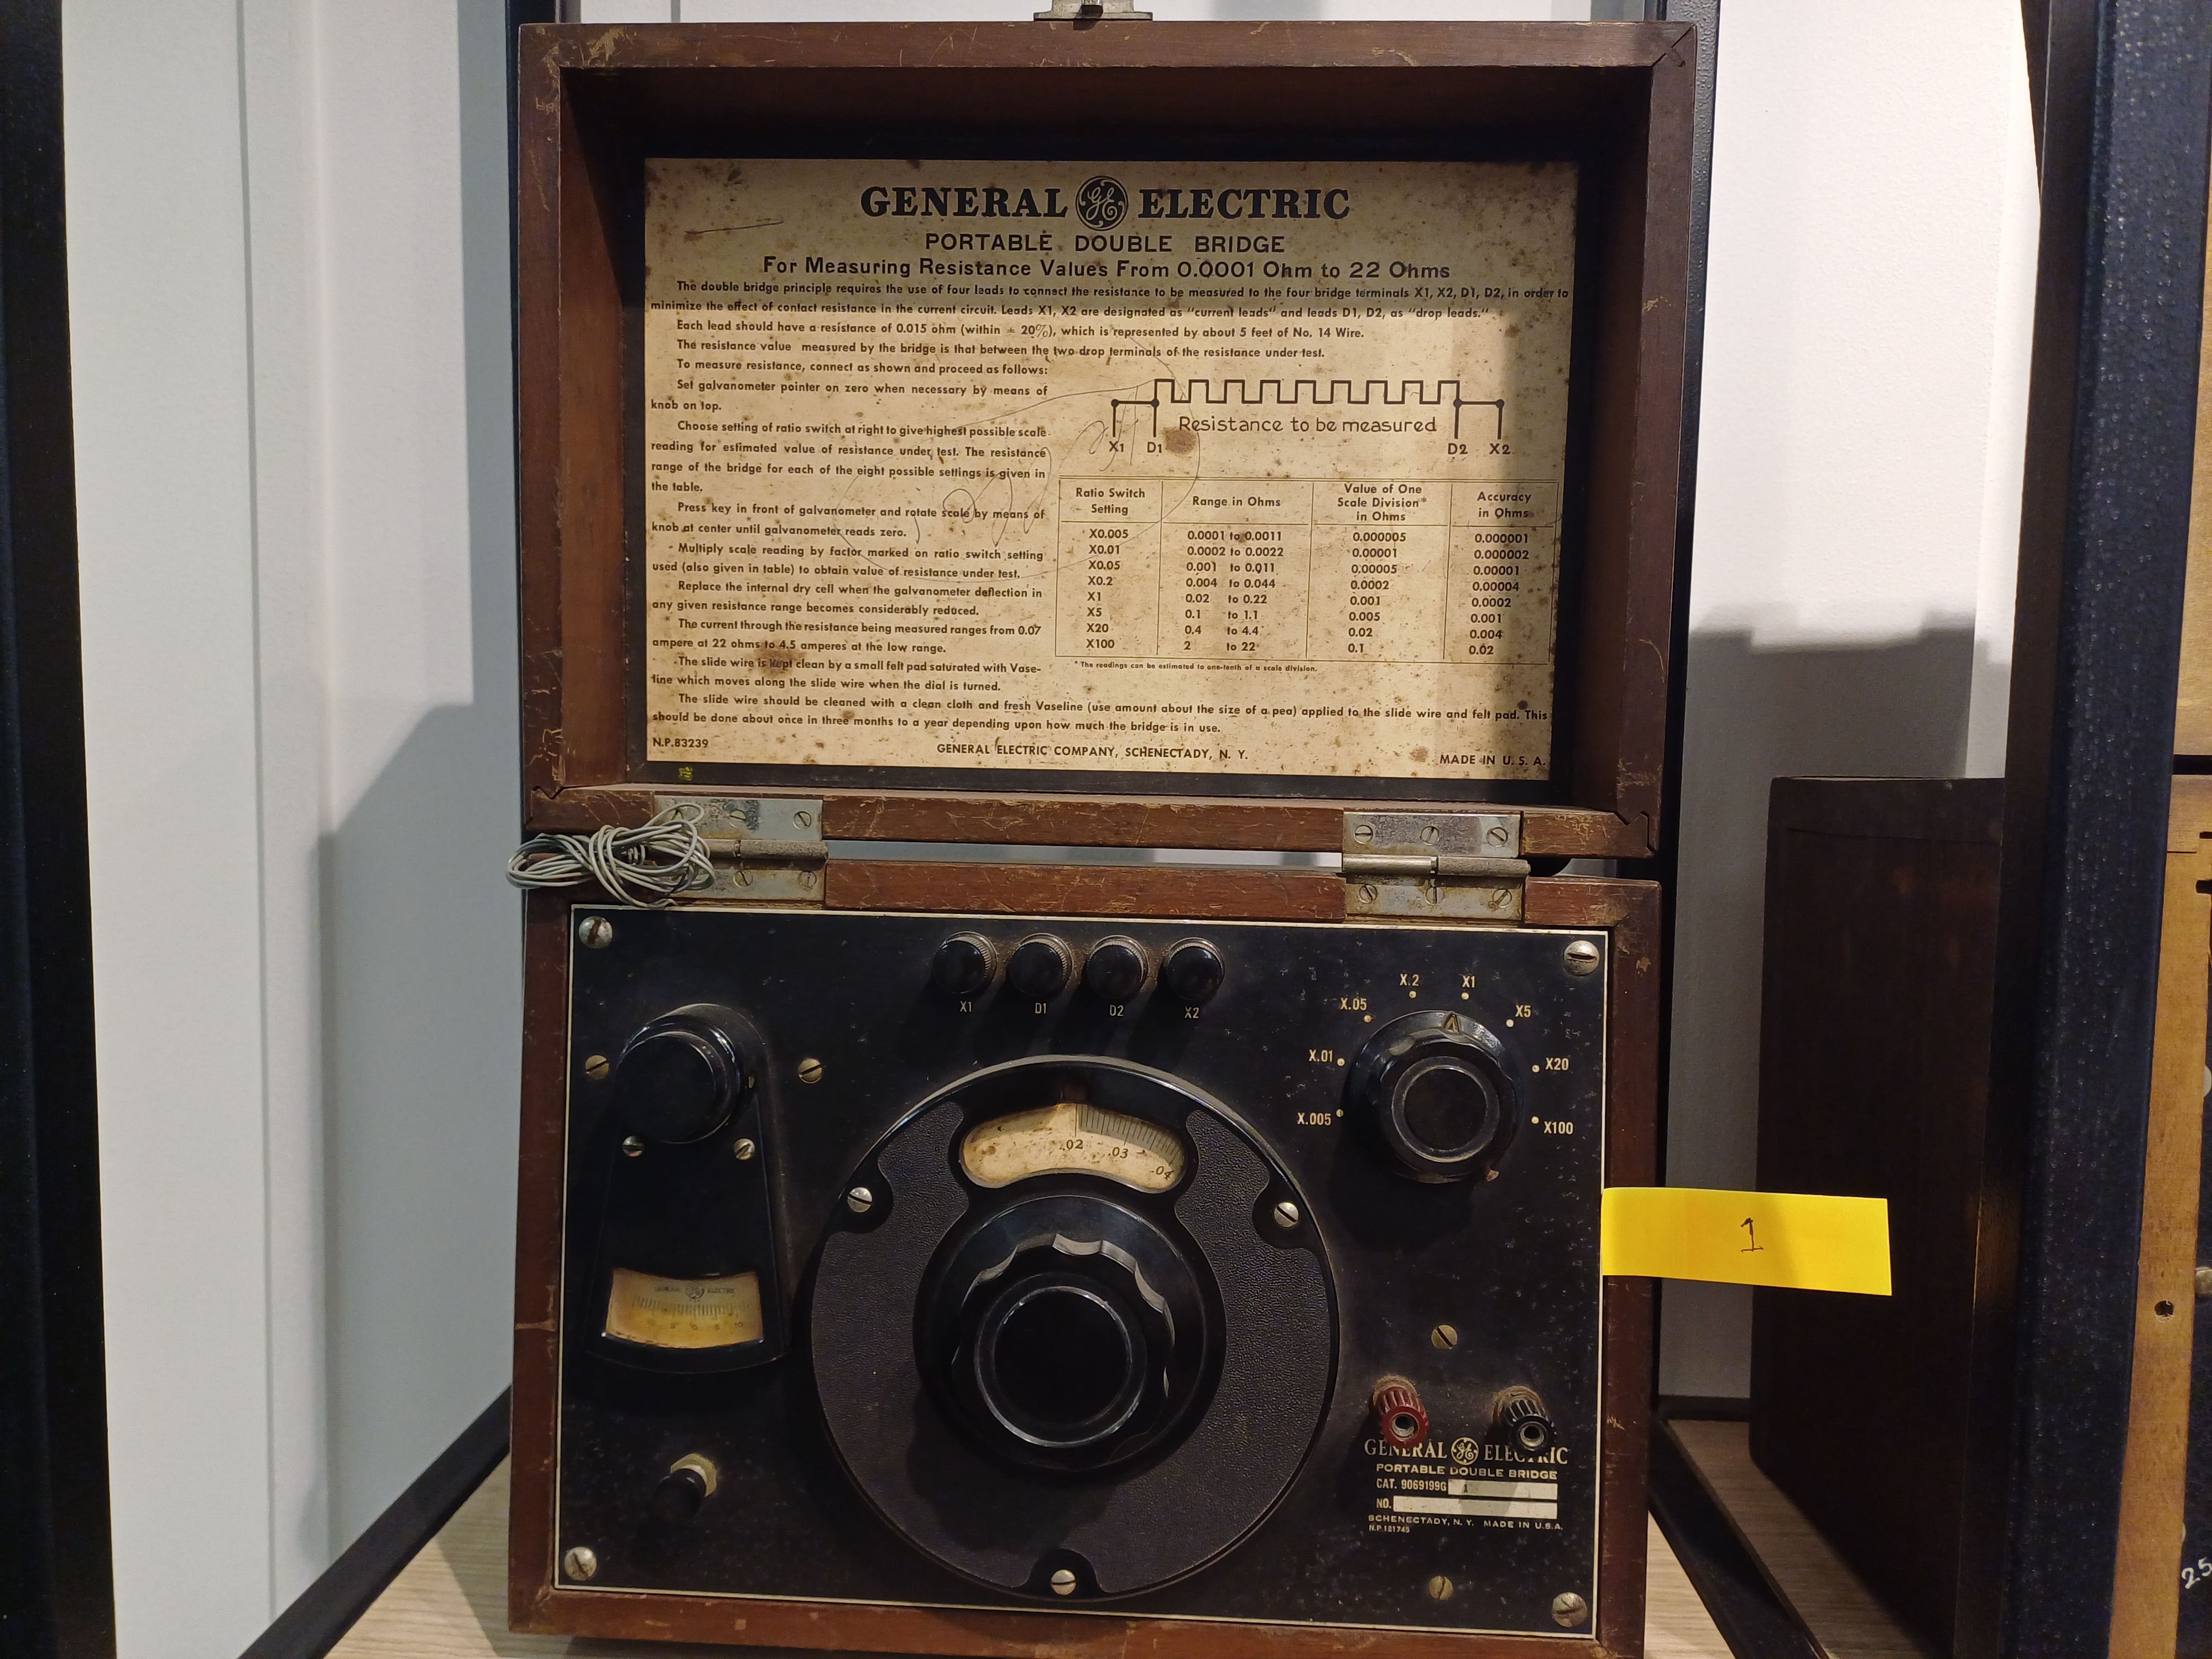 GENERAL GE ELECTRIC
PORTABLE DOUBLE BRIDGE
For Measuring Resistance Values From 0.0001 Ohm to 22 Ohms
The double bridge principle requires the use of four leads to connect the resistance to be measured to the four bridge terminals X1, X2, D1, D2, in order to
minimize the effect of contact resistance in the current circuit. Leads X1, X2 are designated as "current leads" and leads D1, D2, as "drop leads."
Each lead should have a resistance of 0.015 ohm (within ± 20%), which is represented by about 5 feet of No. 14 Wire.
The resistance value measured by the bridge is that between the two drop terminals of the resistance under test.
To measure resistance, connect as shown and proceed as follows:
Set galvanometer pointer on zero when necessary by means of
knob on top.
Choose setting of ratio switch at right to give highest possible scale
reading for estimated value of resistance under test. The resistance
range of the bridge for each of the eight possible settings is given in
the table.
Press key in front of galvanometer and rotate scale by means of
knob at center until galvanometer reads zero.
Multiply scale reading by factor marked on ratio switch setting
used (also given in table) to obtain value of resistance under test.
Replace the internal dry cell when the galvanometer deflection in
any given resistance range becomes considerably reduced.
The current through the resistance being measured ranges from 0.07
ampere at 22 ohms to 4.5 amperes at the low range.
The slide wire is kept clean by a small felt pad saturated with Vase-
line which moves along the slide wire when the dial is turned.
Resistance to be measured
X1 D1 D2 X2
Ratio Switch Setting Range in Ohms Value of One Scale Division* in Ohms Accuracy in Ohms
X0.005 0.0001 to 0.0011 0.000005 0.000001
X0.01 0.0002 to 0.0022 0.00001 0.000002
X0.05 0.001 to 0.011 0.00005 0.00001
X0.2 0.004 to 0.044 0.0002 0.00004
X1 0.02 to 0.22 0.001 0.0002
X5 0.1 to 1.1 0.005 0.001
X20 0.4 to 4.4 0.02 0.004
X100 2 to 22 0.1 0.02
* The readings can be estimated to one-tenth of a scale division.
The slide wire should be cleaned with a clean cloth and fresh Vaseline (use amount about the size of a pea) applied to the slide wire and felt pad. This
should be done about once in three months to a year depending upon how much the bridge is in use.
N.P.83239 GENERAL ELECTRIC COMPANY, SCHENECTADY, N. Y. MADE IN U. S. A.
X1 D1 D2 X2
X.005 X.01 X.05 X.2 X1 X5 X20 X100
.02 .03 .04
GENERAL GE ELECTRIC
1
GENERAL GE ELECTRIC
PORTABLE DOUBLE BRIDGE
CAT. 9069199G 1
NO.
SCHENECTADY, N. Y. MADE IN U.S.A.
N.P.121745
25